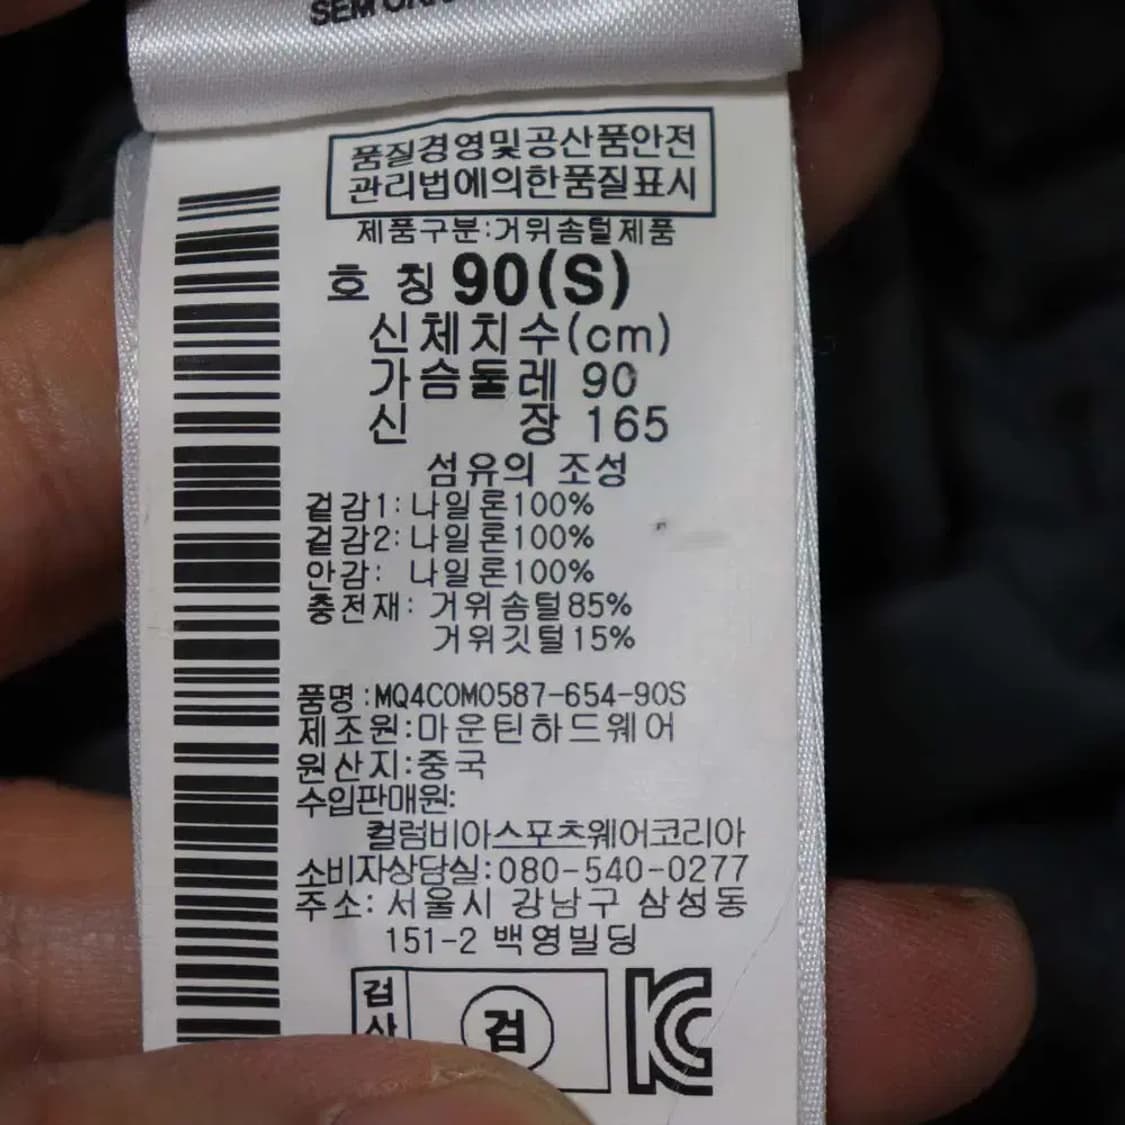 품질경영및공산품안전
관리법에의한품질표시
제품구분:거위솜털제품
호 칭 90(S)
신체치수(cm)
가슴둘레 90
신 장 165
섬유의 조성
겉감1: 나일론100%
겉감2: 나일론100%
안감: 나일론100%
충전재: 거위솜털85%
거위깃털15%
품명:MQ4COM0587-654-90S
제조원:마운틴하드웨어
원산지:중국
수입판매원:
컬럼비아스포츠웨어코리아
소비자상담실:080-540-0277
주소: 서울시 강남구 삼성동
151-2 백영빌딩
검
검